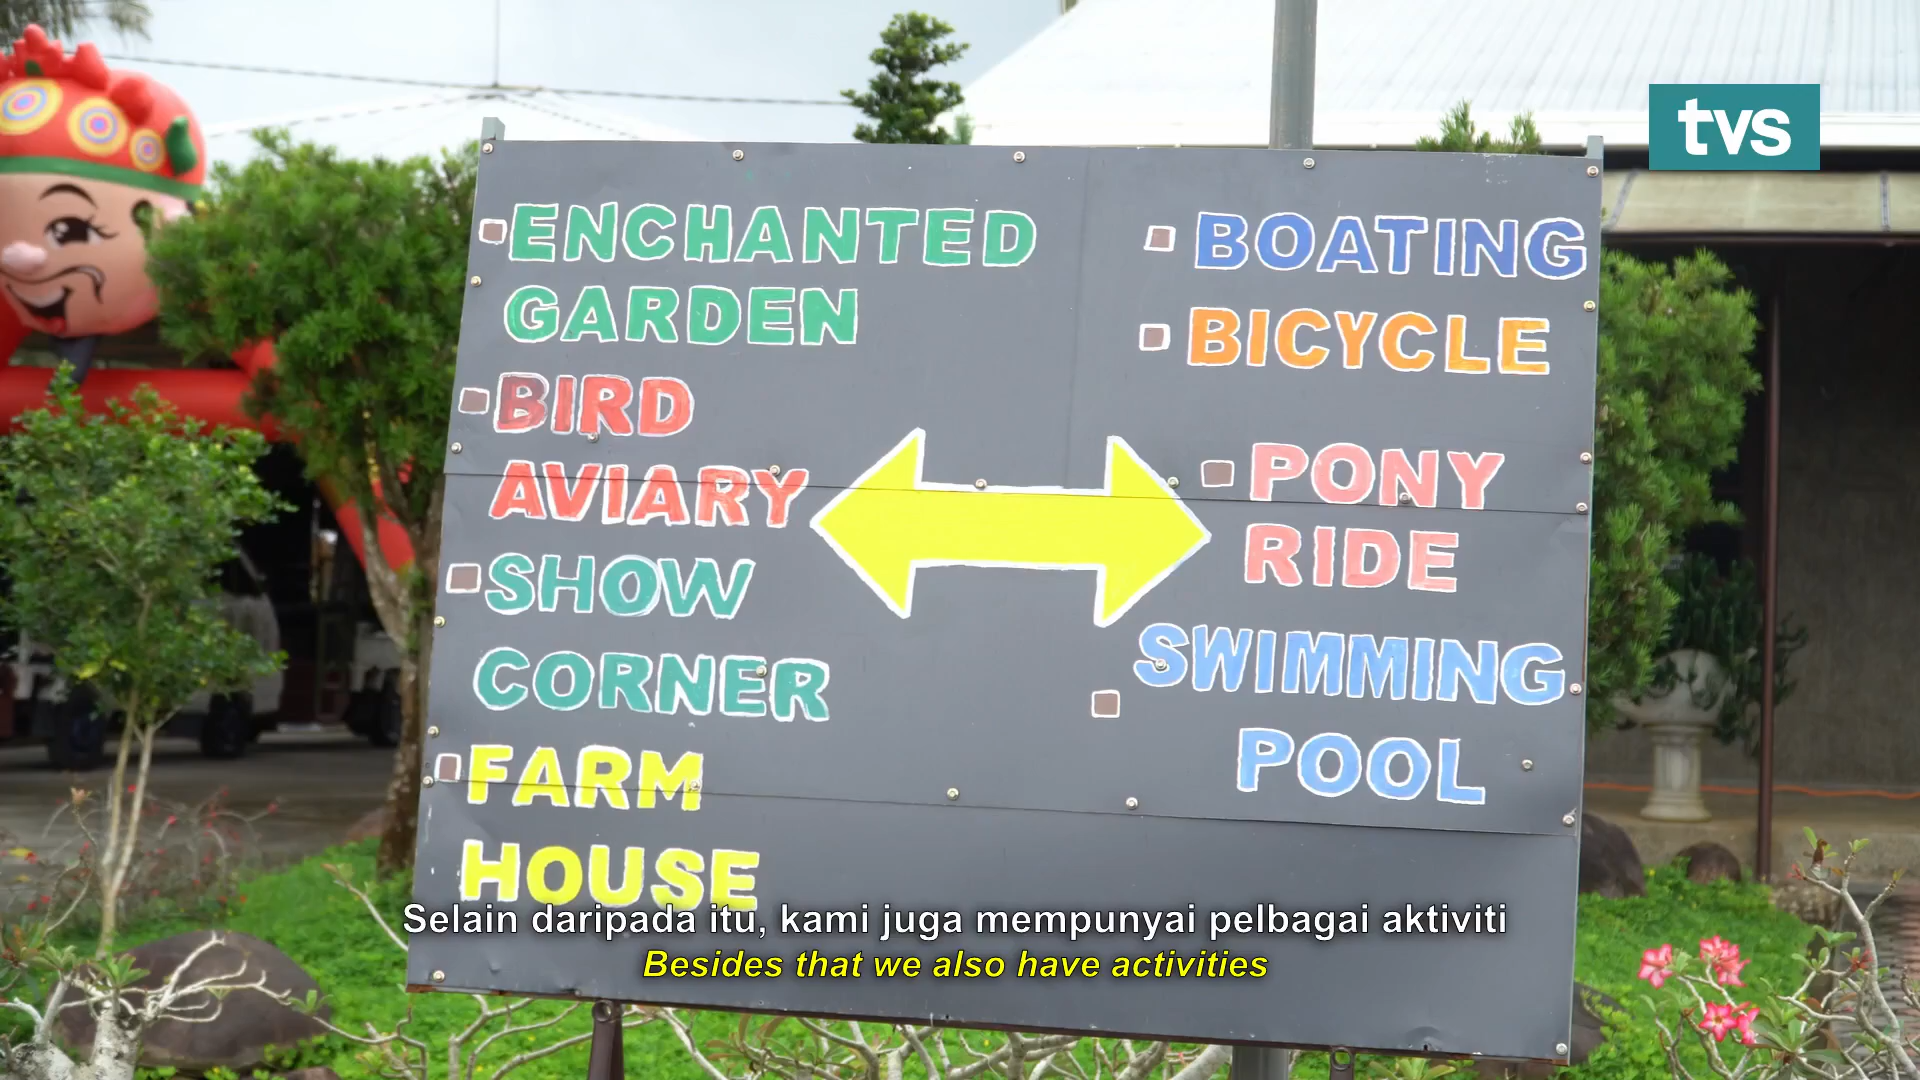 tvs
ENCHANTED
GARDEN
BIRD
AVIARY
SHOW
CORNER
FARM
HOUSE
BOATING
BICYCLE
PONY
RIDE
SWIMMING
POOL
Selain daripada itu, kami juga mempunyai pelbagai aktiviti
Besides that we also have activities